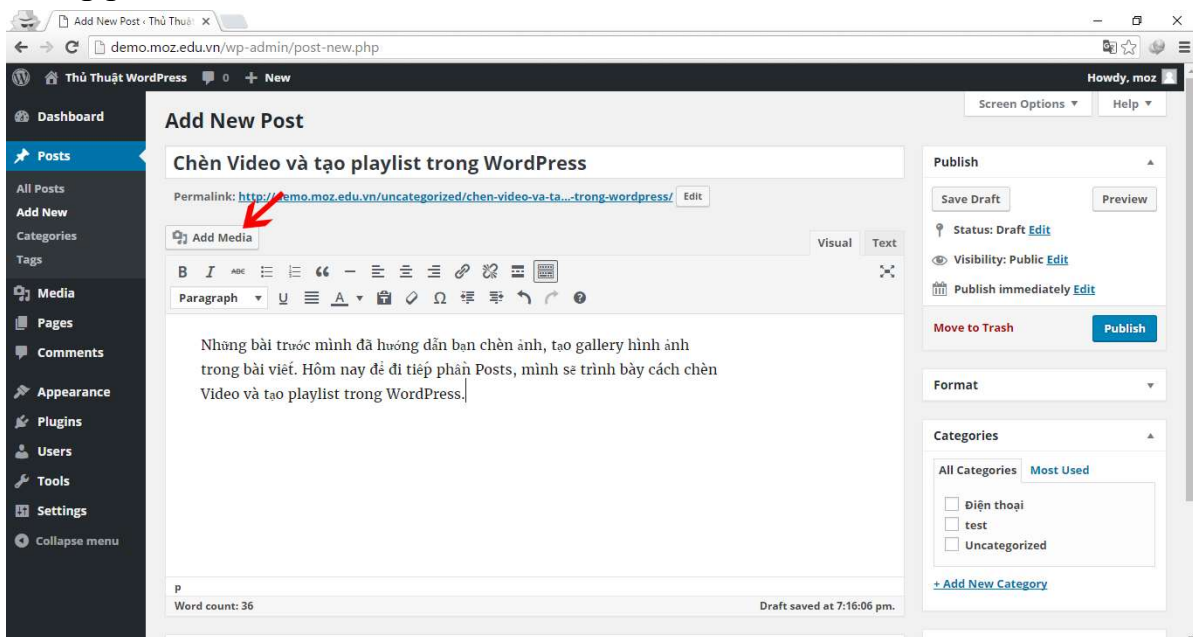 Add New Post ‹ Thủ Thuật
demo.moz.edu.vn/wp-admin/post-new.php
Thủ Thuật WordPress 0 + New Howdy, moz
Screen Options Help
Dashboard
Posts
All Posts
Add New
Categories
Tags
Media
Pages
Comments
Appearance
Plugins
Users
Tools
Settings
Collapse menu
Add New Post
Chèn Video và tạo playlist trong WordPress
Permalink: http://demo.moz.edu.vn/uncategorized/chen-video-va-ta...-trong-wordpress/ Edit
Add Media
Visual Text
B I ABC
Paragraph U A Ω
Những bài trước mình đã hướng dẫn bạn chèn ảnh, tạo gallery hình ảnh
trong bài viết. Hôm nay để đi tiếp phần Posts, mình sẽ trình bày cách chèn
Video và tạo playlist trong WordPress.
p
Word count: 36 Draft saved at 7:16:06 pm.
Publish
Save Draft Preview
Status: Draft Edit
Visibility: Public Edit
Publish immediately Edit
Move to Trash Publish
Format
Categories
All Categories Most Used
Điện thoại
test
Uncategorized
+ Add New Category